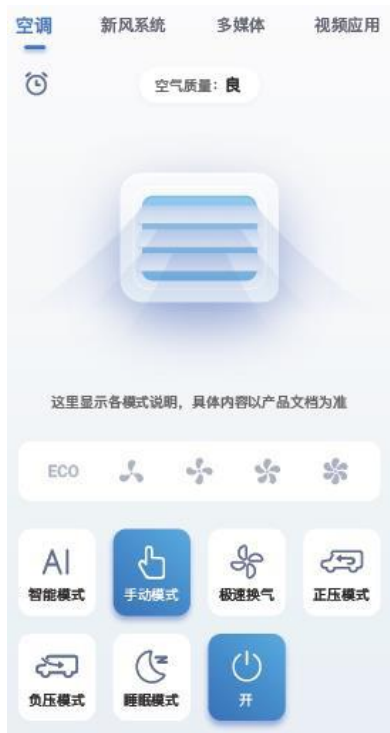 空调 新风系统 多媒体 视频应用
空气质量：良
这里显示各模式说明，具体内容以产品文档为准
ECO
AI
智能模式 手动模式 极速换气 正压模式
负压模式 睡眠模式 开